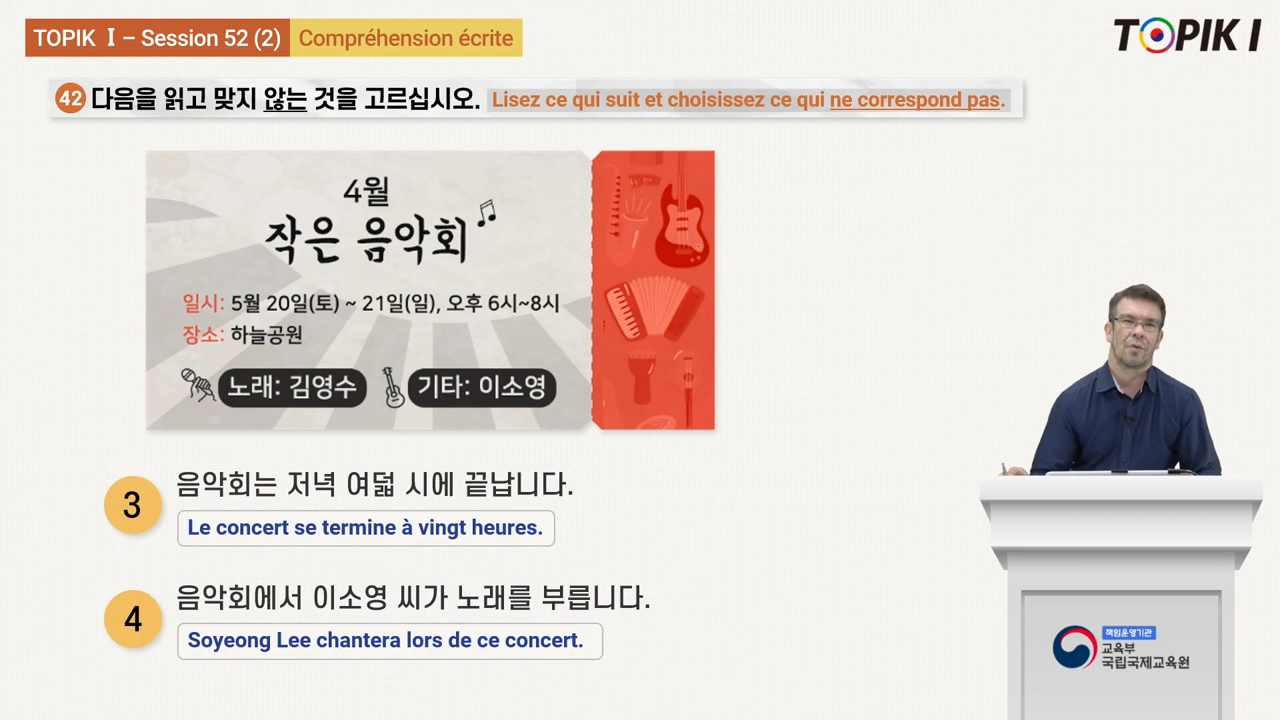 TOPIK Ⅰ – Session 52 (2) Compréhension écrite
TOPIK I
42 다음을 읽고 맞지 않는 것을 고르십시오. Lisez ce qui suit et choisissez ce qui ne correspond pas.
4월
작은 음악회
일시: 5월 20일(토) ~ 21일(일), 오후 6시~8시
장소: 하늘공원
노래: 김영수 기타: 이소영
3 음악회는 저녁 여덟 시에 끝납니다.
Le concert se termine à vingt heures.
4 음악회에서 이소영 씨가 노래를 부릅니다.
Soyeong Lee chantera lors de ce concert.
책임운영기관
교육부
국립국제교육원